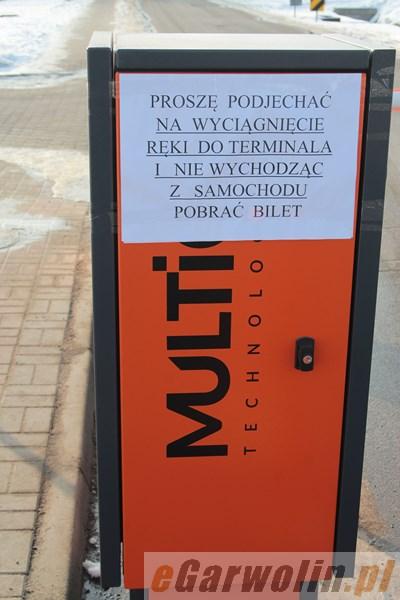 PROSZĘ PODJECHAĆ
NA WYCIĄGNIĘCIE
RĘKI DO TERMINALA
I NIE WYCHODZĄC
Z SAMOCHODU
POBRAĆ BILET
MULTI
TECHNOLO
eGarwolin.pl